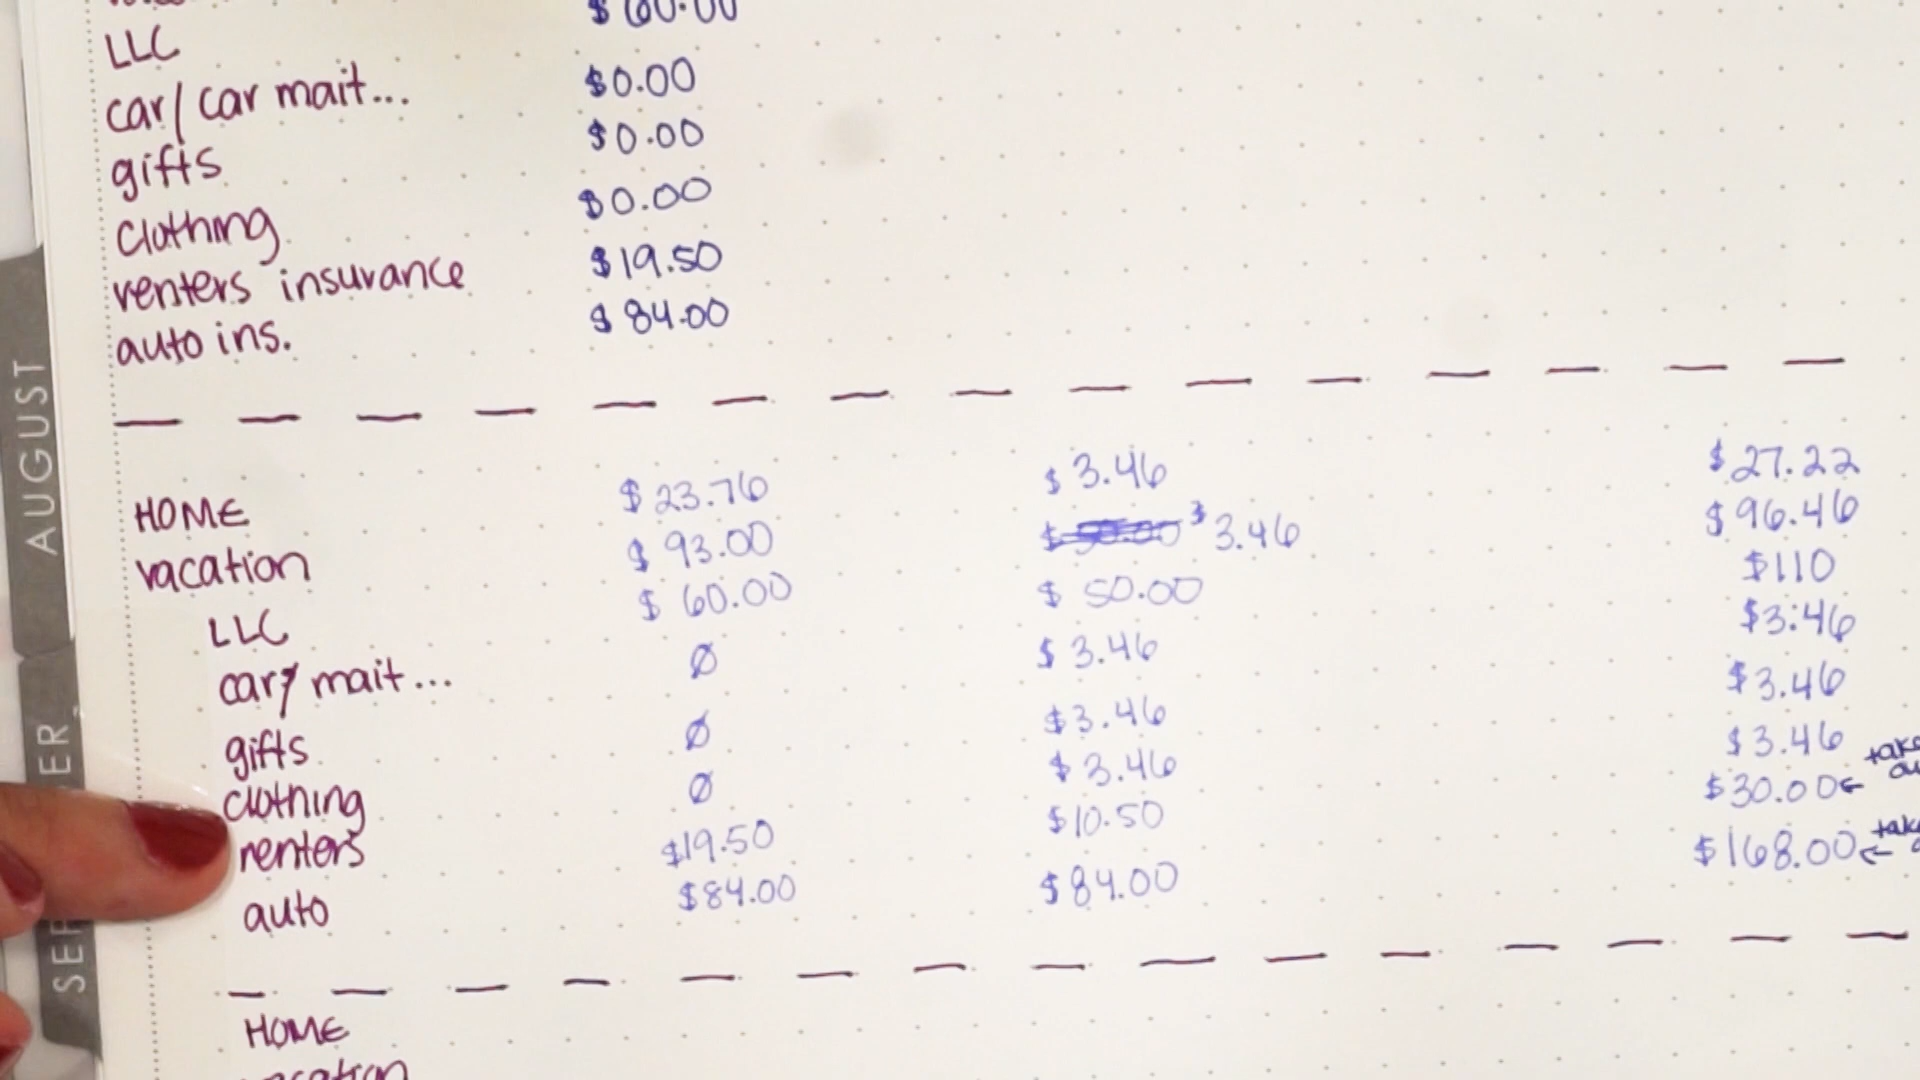 $60.00
LLC
car/car mait... $0.00
gifts $0.00
clothing $0.00
renters insurance $19.50
auto ins. $84.00
HOME $23.76 $3.46 $27.22
vacation $93.00 $3.46 $96.46
LLC $60.00 $50.00 $110
car/ mait... Ø $3.46 $3.46
gifts Ø $3.46 $3.46
clothing Ø $3.46 $3.46
renters $19.50 $10.50 $30.00←
auto $84.00 $84.00 $168.00←
HOME
AUGUST